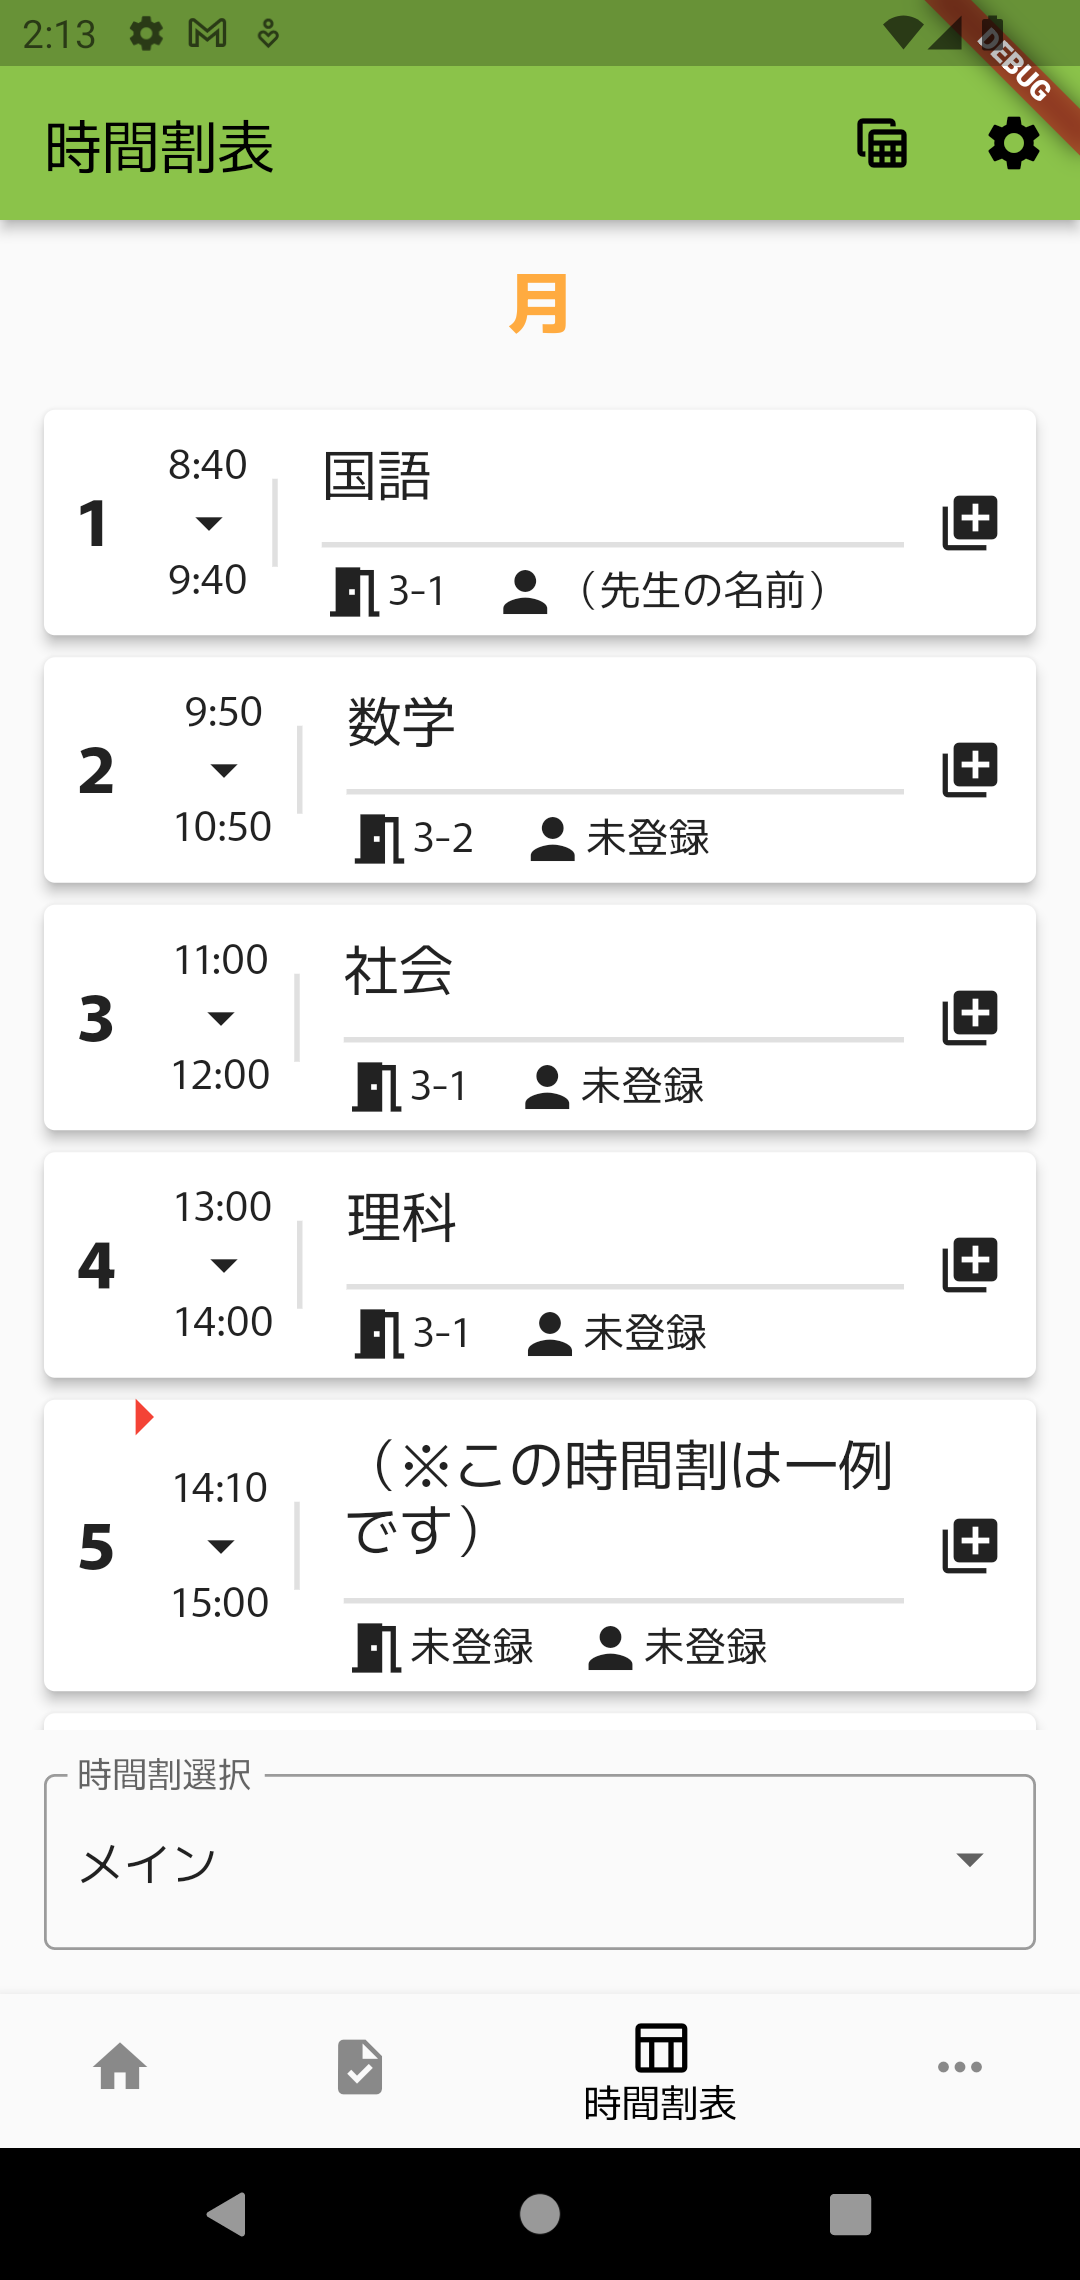 2:13
DEBUG
時間割表
月
1
8:40
9:40
国語
3-1
（先生の名前）
2
9:50
10:50
数学
3-2
未登録
3
11:00
12:00
社会
3-1
未登録
4
13:00
14:00
理科
3-1
未登録
5
14:10
15:00
（※この時間割は一例
です）
未登録
未登録
時間割選択
メイン
時間割表